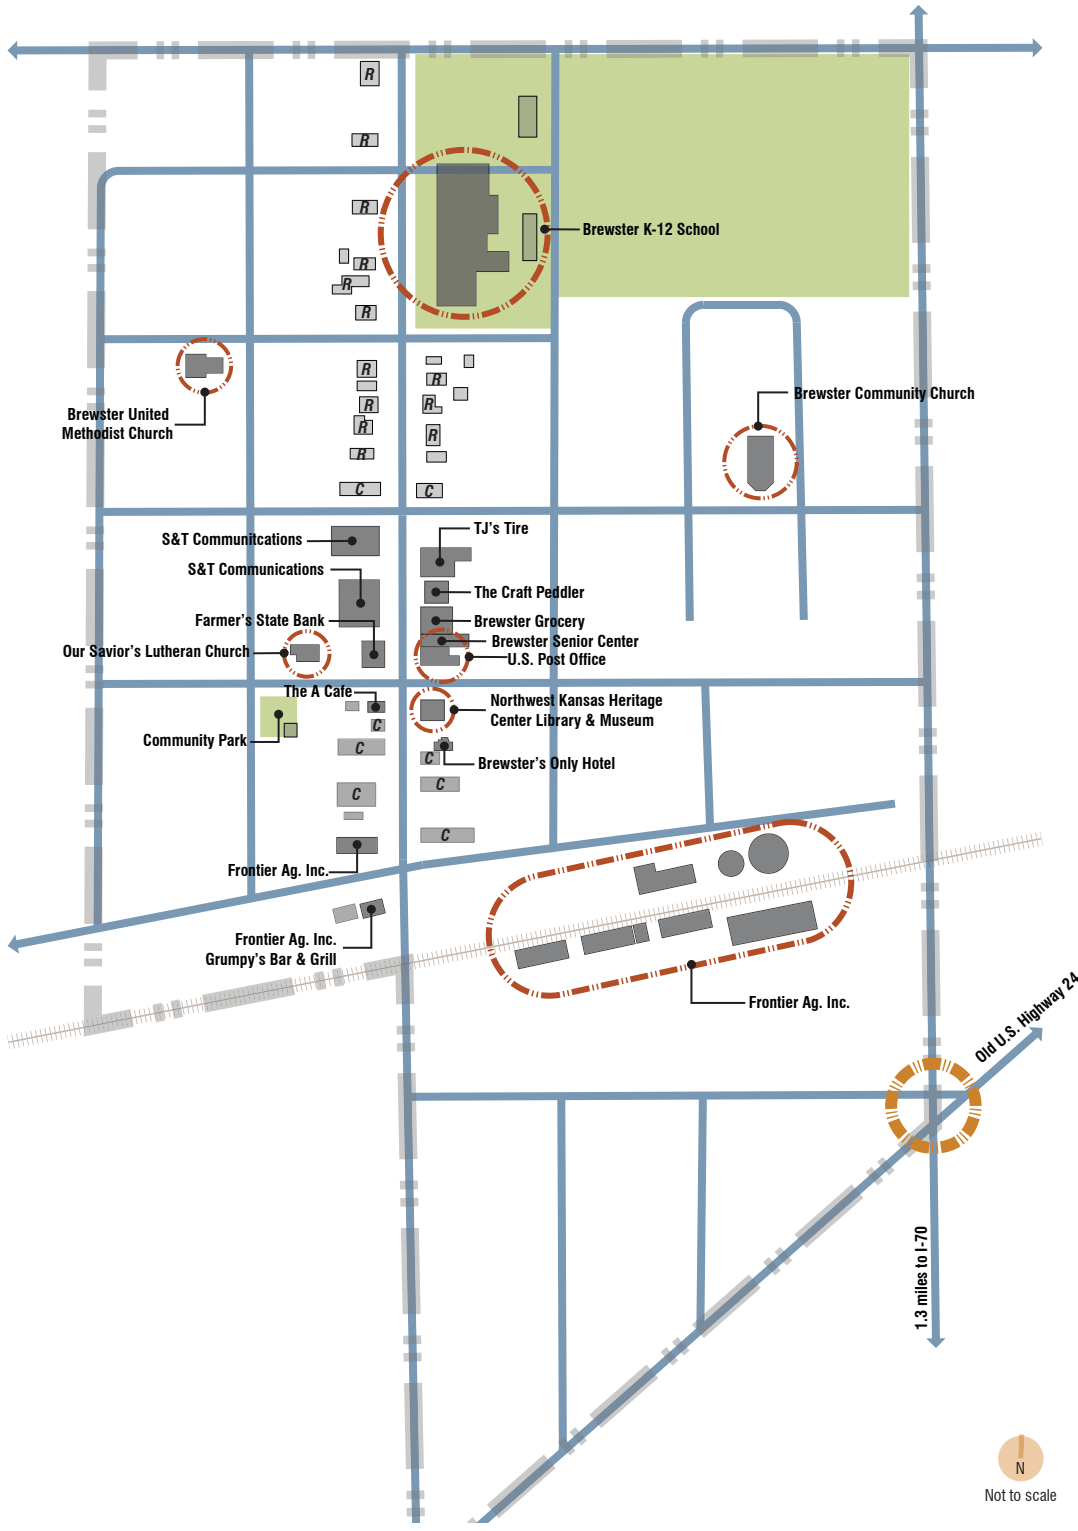 R
R
R
Brewster K-12 School
R
R
R
R
R
R
R
R
R
R
Brewster Community Church
Brewster United
Methodist Church
C
C
TJ's Tire
S&T Communitcations
S&T Communications
The Craft Peddler
Farmer's State Bank
Brewster Grocery
Brewster Senior Center
Our Savior's Lutheran Church
U.S. Post Office
The A Cafe
Northwest Kansas Heritage
Center Library & Museum
C
Community Park
C
C
Brewster's Only Hotel
C
C
C
Frontier Ag. Inc.
Frontier Ag. Inc.
Grumpy's Bar & Grill
Frontier Ag. Inc.
Old U.S. Highway 24
1.3 miles to I-70
N
Not to scale